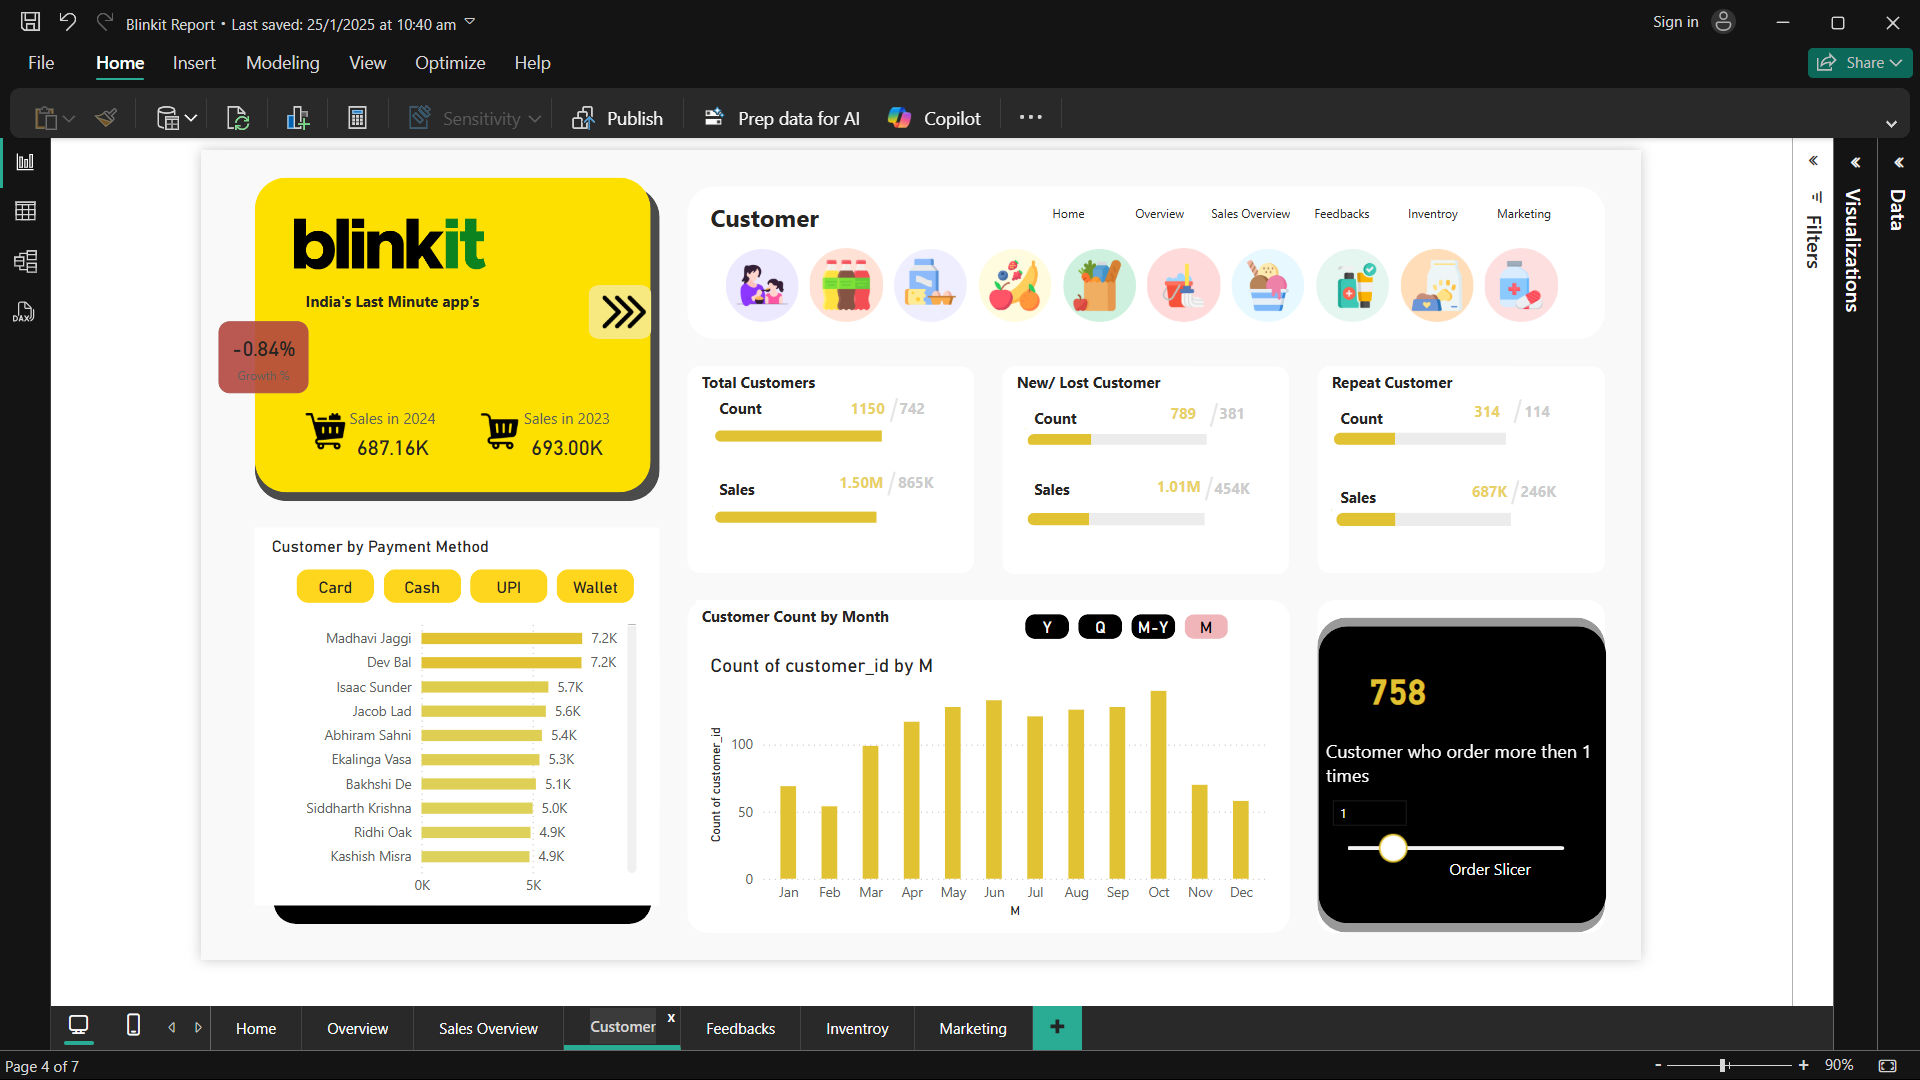 Blinkit Report • Last saved: 25/1/2025 at 10:40 am
Sign in
File
Home
Insert
Modeling
View
Optimize
Help
Share
Sensitivity
Publish
Prep data for AI
Copilot
DAX
blinkit
India's Last Minute app's
-0.84%
Growth %
Sales in 2024
687.16K
Sales in 2023
693.00K
Customer
Home
Overview
Sales Overview
Feedbacks
Inventroy
Marketing
Total Customers
Count
1150 / 742
Sales
1.50M / 865K
New/ Lost Customer
Count
789 / 381
Sales
1.01M / 454K
Repeat Customer
Count
314 / 114
Sales
687K / 246K
Customer by Payment Method
Card
Cash
UPI
Wallet
Madhavi Jaggi 7.2K
Dev Bal 7.2K
Isaac Sunder 5.7K
Jacob Lad 5.6K
Abhiram Sahni 5.4K
Ekalinga Vasa 5.3K
Bakhshi De 5.1K
Siddharth Krishna 5.0K
Ridhi Oak 4.9K
Kashish Misra 4.9K
0K 5K
Customer Count by Month
Y
Q
M-Y
M
Count of customer_id by M
Count of customer_id
100
50
0
Jan Feb Mar Apr May Jun Jul Aug Sep Oct Nov Dec
M
758
Customer who order more then 1
times
1
Order Slicer
Filters
Visualizations
Data
Home
Overview
Sales Overview
Customer
x
Feedbacks
Inventroy
Marketing
+
Page 4 of 7
- + 90%